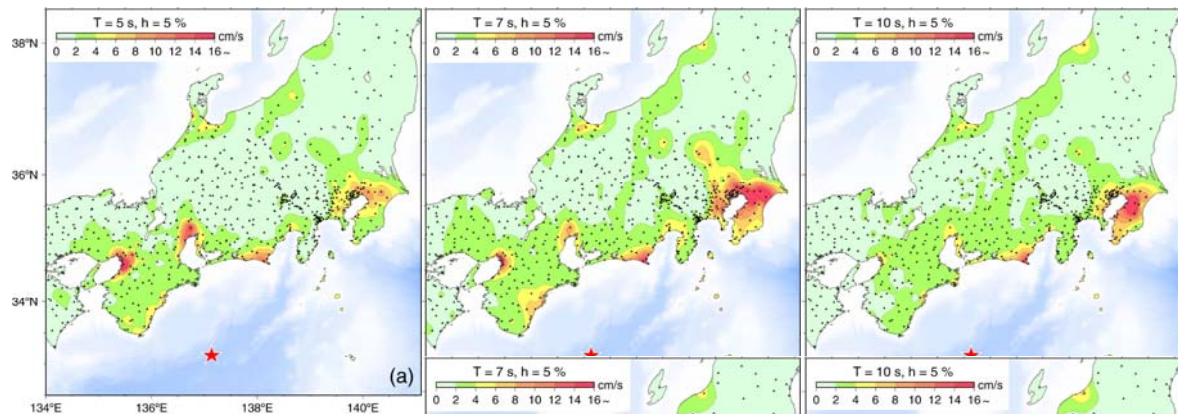 T = 5 s, h = 5 %
0 2 4 6 8 10 12 14 16~ cm/s
T = 7 s, h = 5 %
0 2 4 6 8 10 12 14 16~ cm/s
T = 10 s, h = 5 %
0 2 4 6 8 10 12 14 16~ cm/s
38°N
36°N
34°N
(a)
134°E 136°E 138°E 140°E
T = 7 s, h = 5 %
0 2 4 6 8 10 12 14 16~ cm/s
T = 10 s, h = 5 %
0 2 4 6 8 10 12 14 16~ cm/s